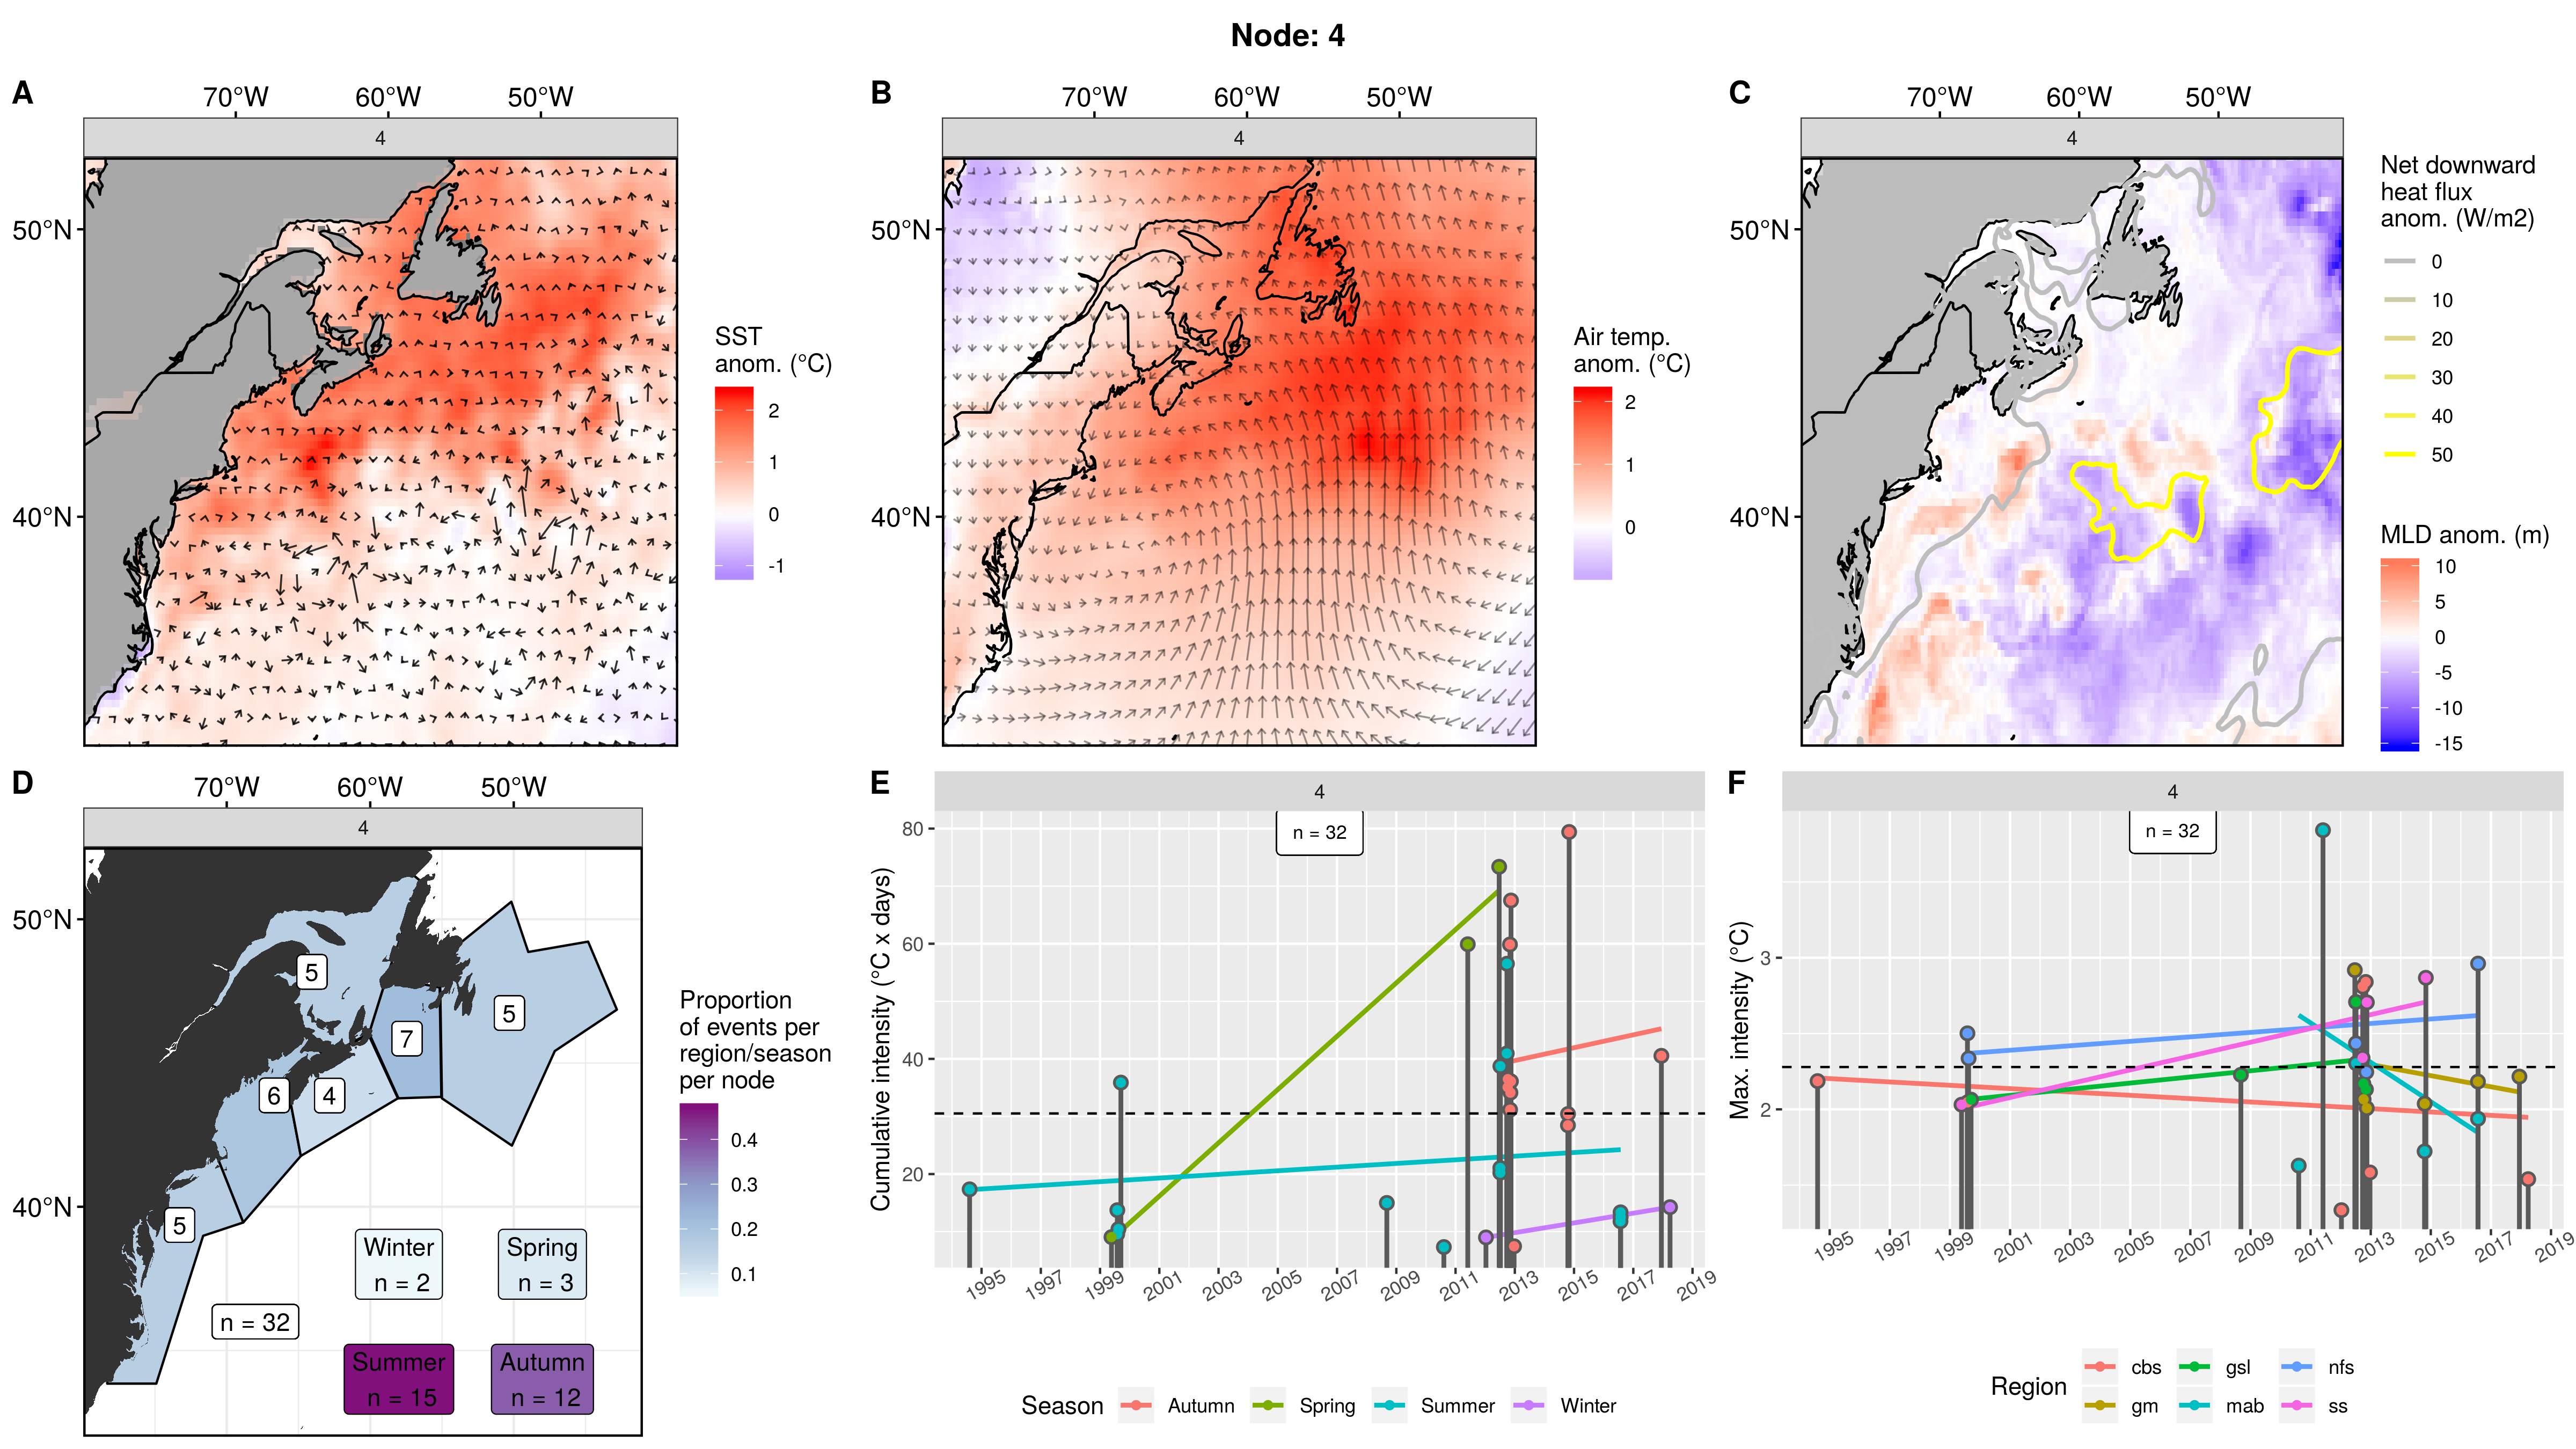 Node: 4
A
70°W 60°W 50°W
4
50°N
40°N
SST
anom. (°C)
2
1
0
-1
B
70°W 60°W 50°W
4
50°N
40°N
Air temp.
anom. (°C)
2
1
0
C
70°W 60°W 50°W
4
50°N
40°N
Net downward
heat flux
anom. (W/m2)
0
10
20
30
40
50
MLD anom. (m)
10
5
0
-5
-10
-15
D
70°W 60°W 50°W
4
50°N
40°N
5
7
5
6
4
5
n = 32
Winter
n = 2
Spring
n = 3
Summer
n = 15
Autumn
n = 12
Proportion
of events per
region/season
per node
0.4
0.3
0.2
0.1
E
4
n = 32
Cumulative intensity (°C x days)
80
60
40
20
1995 1997 1999 2001 2003 2005 2007 2009 2011 2013 2015 2017 2019
Season Autumn Spring Summer Winter
F
4
n = 32
Max. intensity (°C)
3
2
1995 1997 1999 2001 2003 2005 2007 2009 2011 2013 2015 2017 2019
Region
cbs gsl nfs
gm mab ss